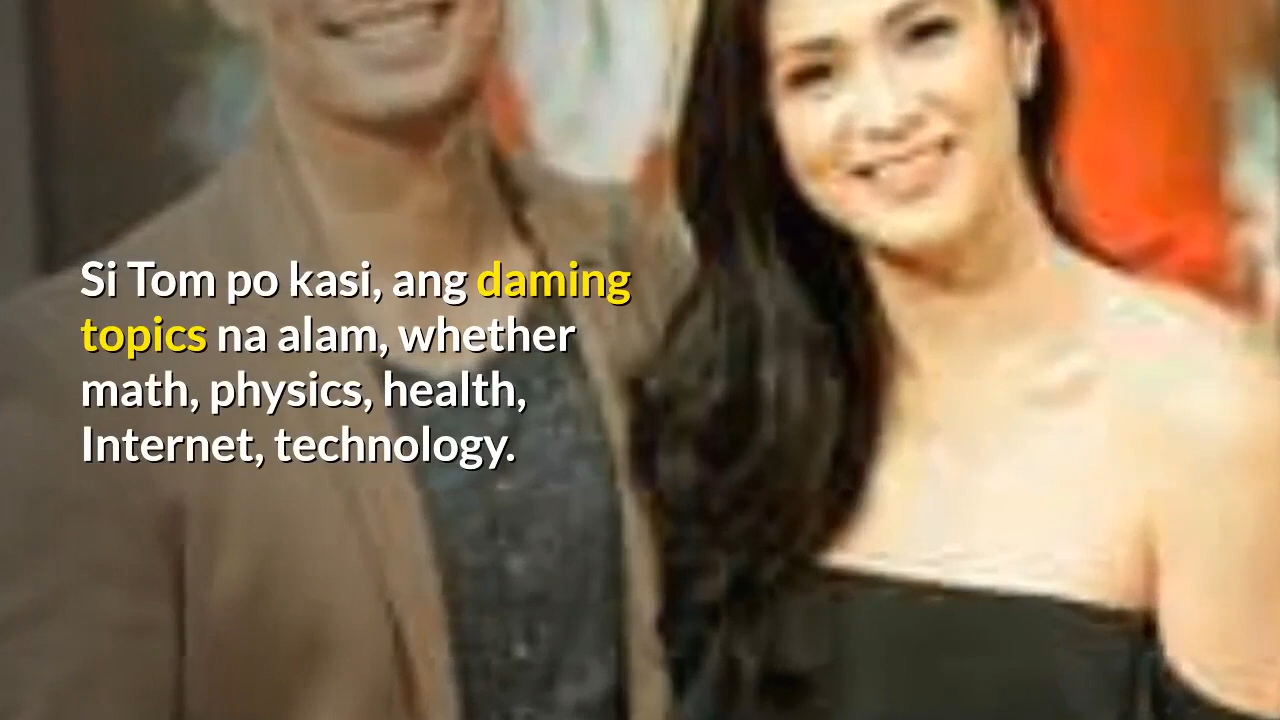 Si Tom po kasi, ang daming
topics na alam, whether
math, physics, health,
Internet, technology.